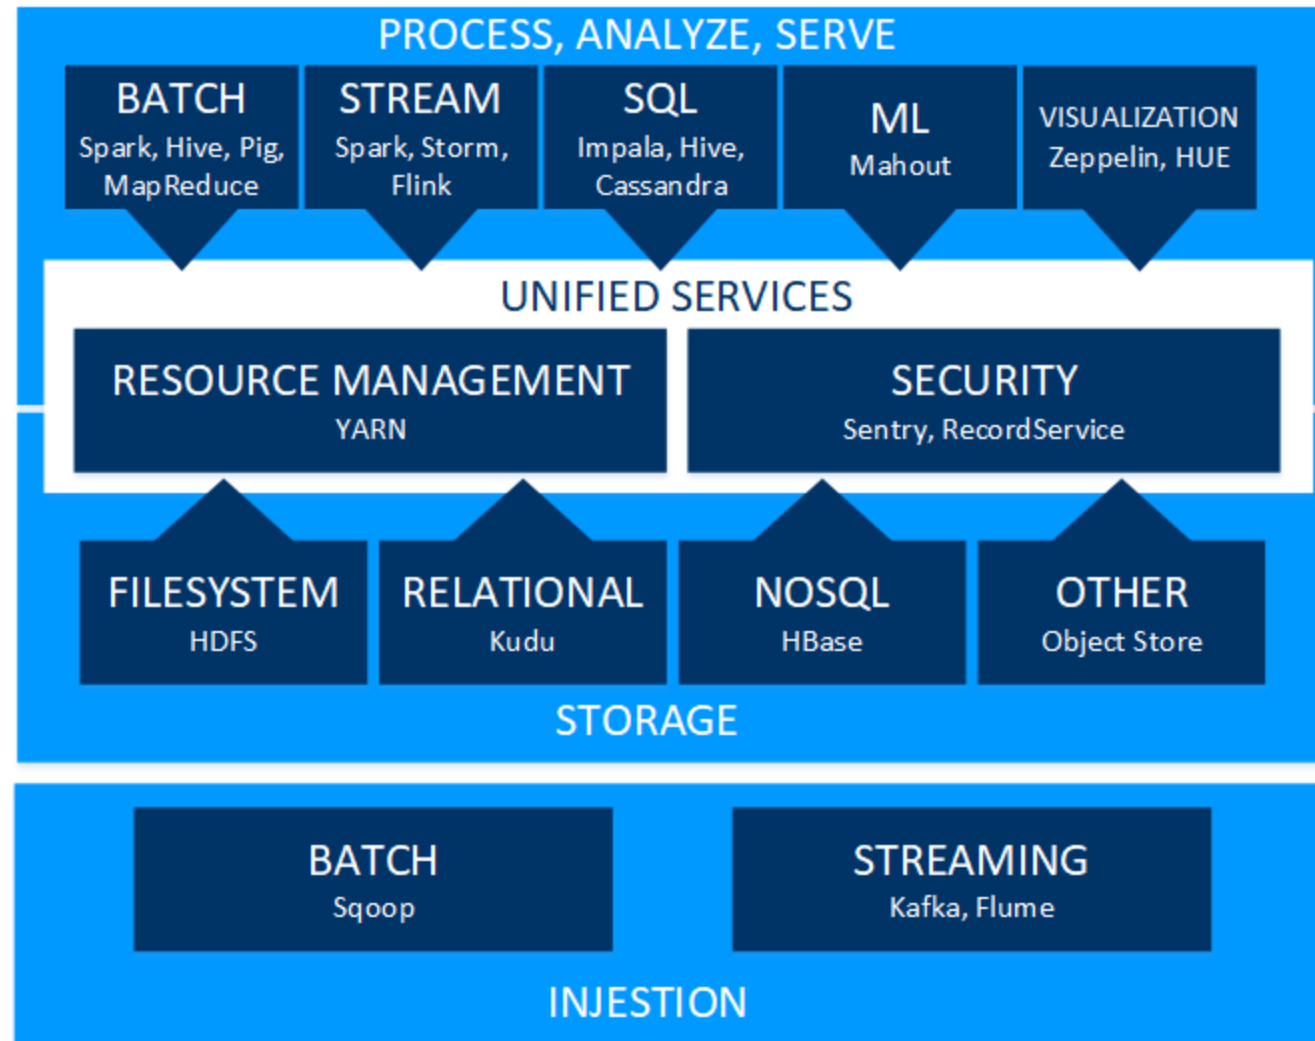 PROCESS, ANALYZE, SERVE
BATCH
Spark, Hive, Pig,
MapReduce
STREAM
Spark, Storm,
Flink
SQL
Impala, Hive,
Cassandra
ML
Mahout
VISUALIZATION
Zeppelin, HUE
UNIFIED SERVICES
RESOURCE MANAGEMENT
YARN
SECURITY
Sentry, RecordService
FILESYSTEM
HDFS
RELATIONAL
Kudu
NOSQL
HBase
OTHER
Object Store
STORAGE
BATCH
Sqoop
STREAMING
Kafka, Flume
INJESTION